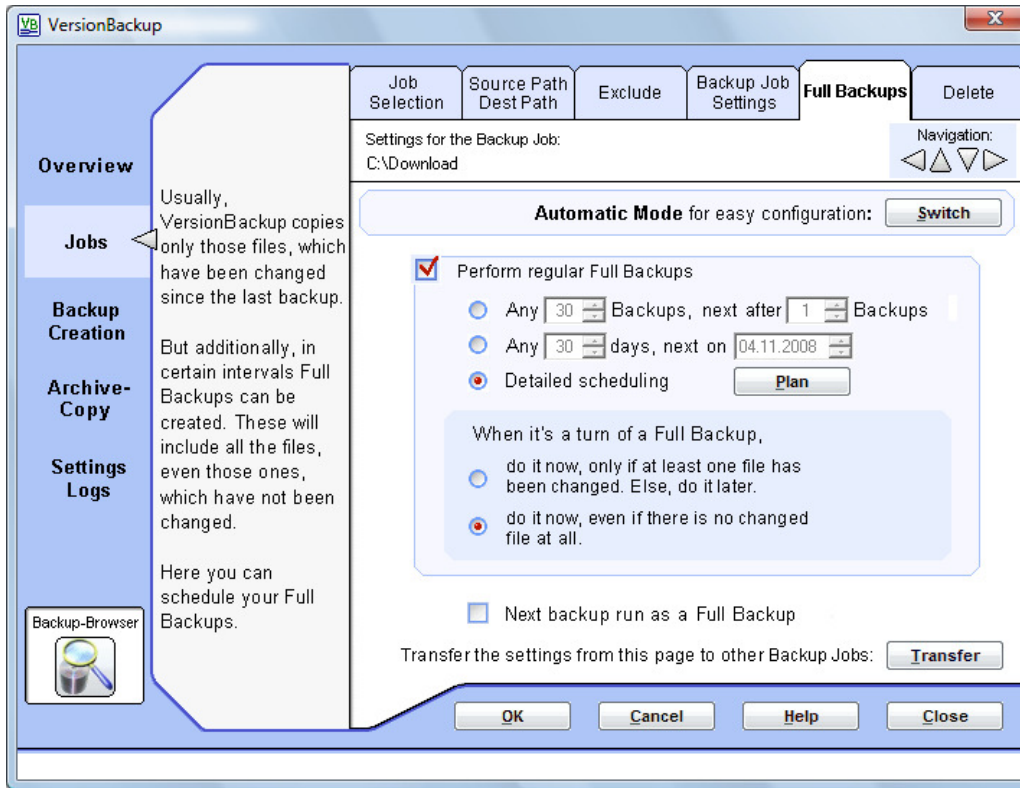 VB VersionBackup
Overview
Jobs
Backup
Creation
Archive-
Copy
Settings
Logs
Backup-Browser
Usually,
VersionBackup copies
only those files, which
have been changed
since the last backup.
But additionally, in
certain intervals Full
Backups can be
created. These will
include all the files,
even those ones,
which have not been
changed.
Here you can
schedule your Full
Backups.
Job
Selection
Source Path
Dest Path
Exclude
Backup Job
Settings
Full Backups
Delete
Settings for the Backup Job:
C:\Download
Navigation:
Automatic Mode for easy configuration: Switch
Perform regular Full Backups
Any 30 Backups, next after 1 Backups
Any 30 days, next on 04.11.2008
Detailed scheduling Plan
When it's a turn of a Full Backup,
do it now, only if at least one file has
been changed. Else, do it later.
do it now, even if there is no changed
file at all.
Next backup run as a Full Backup
Transfer the settings from this page to other Backup Jobs: Transfer
OK Cancel Help Close